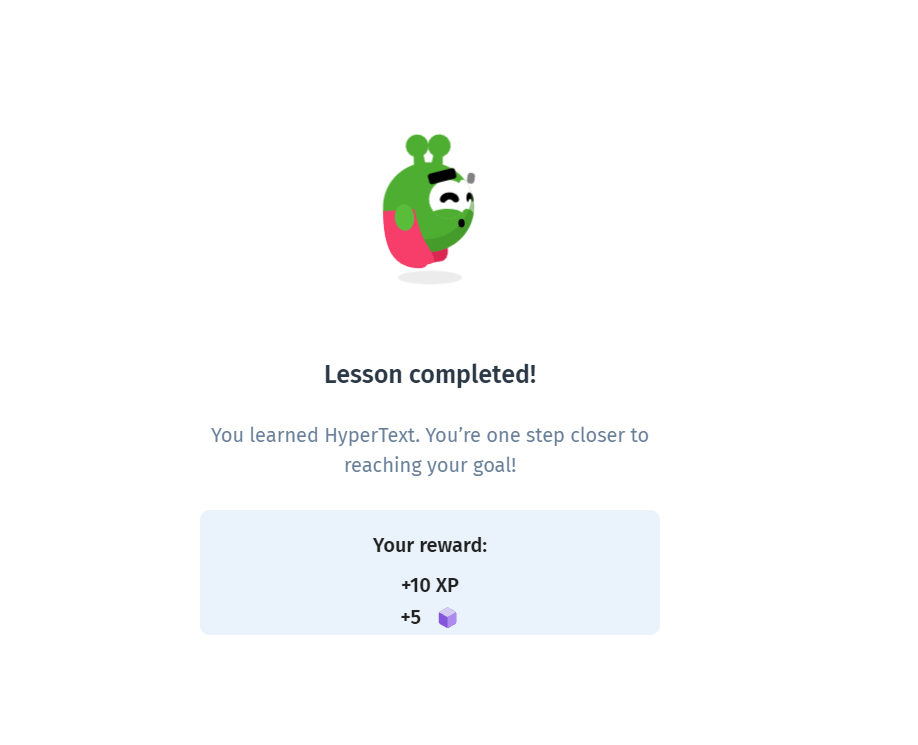 Lesson completed!
You learned HyperText. You’re one step closer to
reaching your goal!
Your reward:
+10 XP
+5